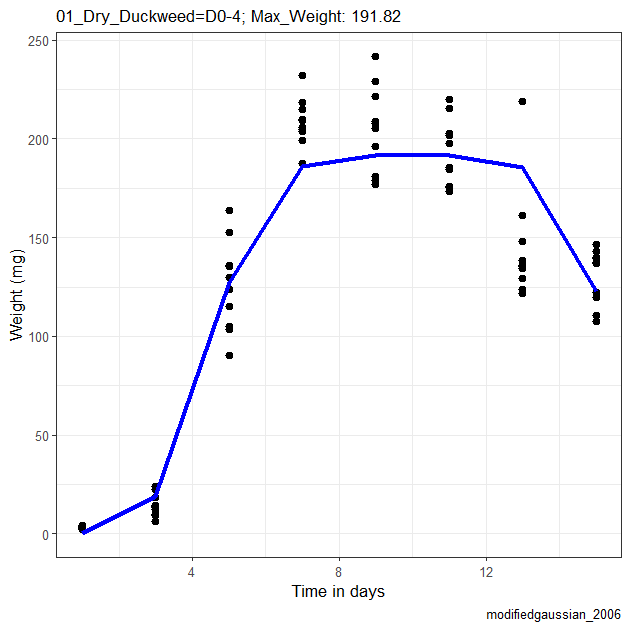 01_Dry_Duckweed=D0-4; Max_Weight: 191.82
250
200
150
100
50
0
Weight (mg)
4 8 12
Time in days
modifiedgaussian_2006